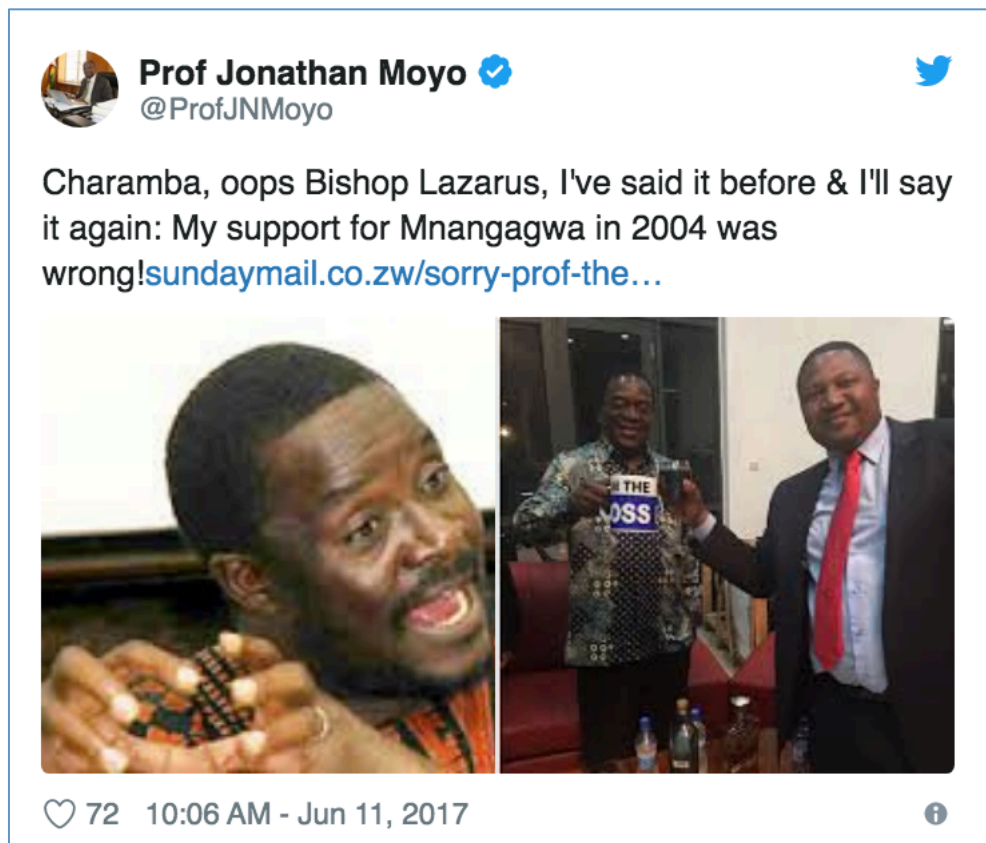 Prof Jonathan Moyo
@ProfJNMoyo
Charamba, oops Bishop Lazarus, I've said it before & I'll say
it again: My support for Mnangagwa in 2004 was
wrong!sundaymail.co.zw/sorry-prof-the…
THE
OSS
72 10:06 AM - Jun 11, 2017